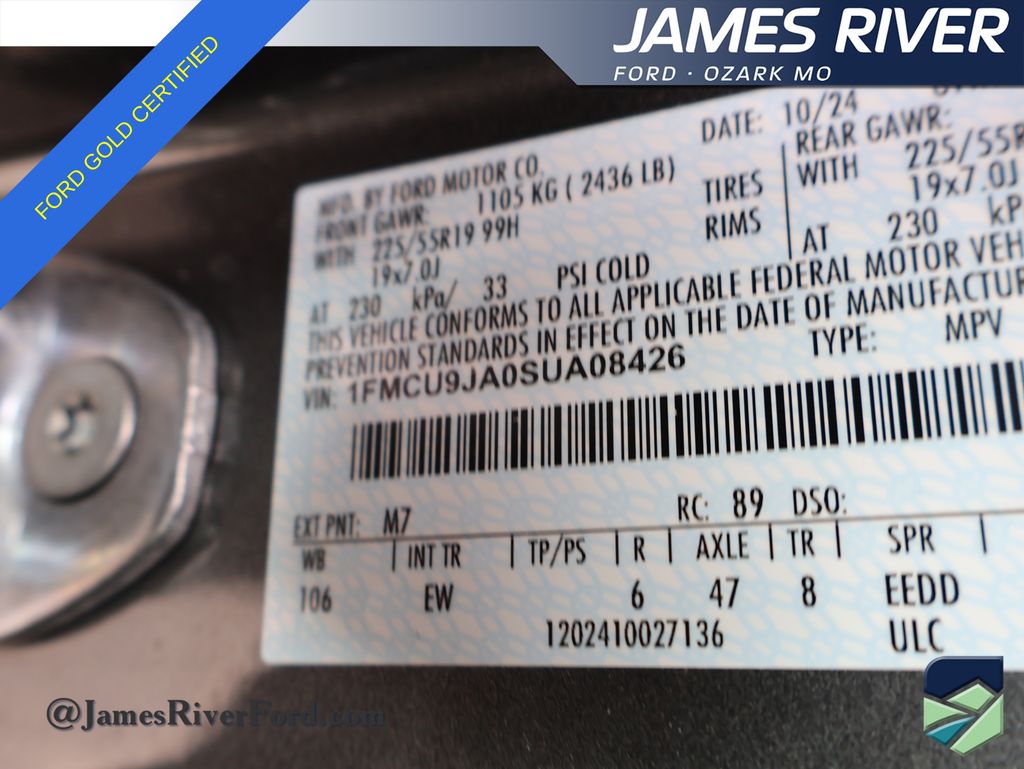 JAMES RIVER
FORD · OZARK MO
FORD GOLD CERTIFIED
MFD. BY FORD MOTOR CO.
DATE: 10/24
FRONT GAWR: 1105 KG ( 2436 LB)
REAR GAWR:
WITH 225/55R19 99H TIRES
WITH 225/55R
19x7.0J RIMS
19x7.0J
AT 230 kPa/ 33 PSI COLD
AT 230 kP
THIS VEHICLE CONFORMS TO ALL APPLICABLE FEDERAL MOTOR VEH
PREVENTION STANDARDS IN EFFECT ON THE DATE OF MANUFACTUR
VIN: 1FMCU9JA0SUA08426 TYPE: MPV
EXT PNT: M7 RC: 89 DSO:
WB | INT TR | TP/PS | R | AXLE | TR | SPR |
106 EW 6 47 8 EEDD
1202410027136 ULC
@JamesRiverFord.com